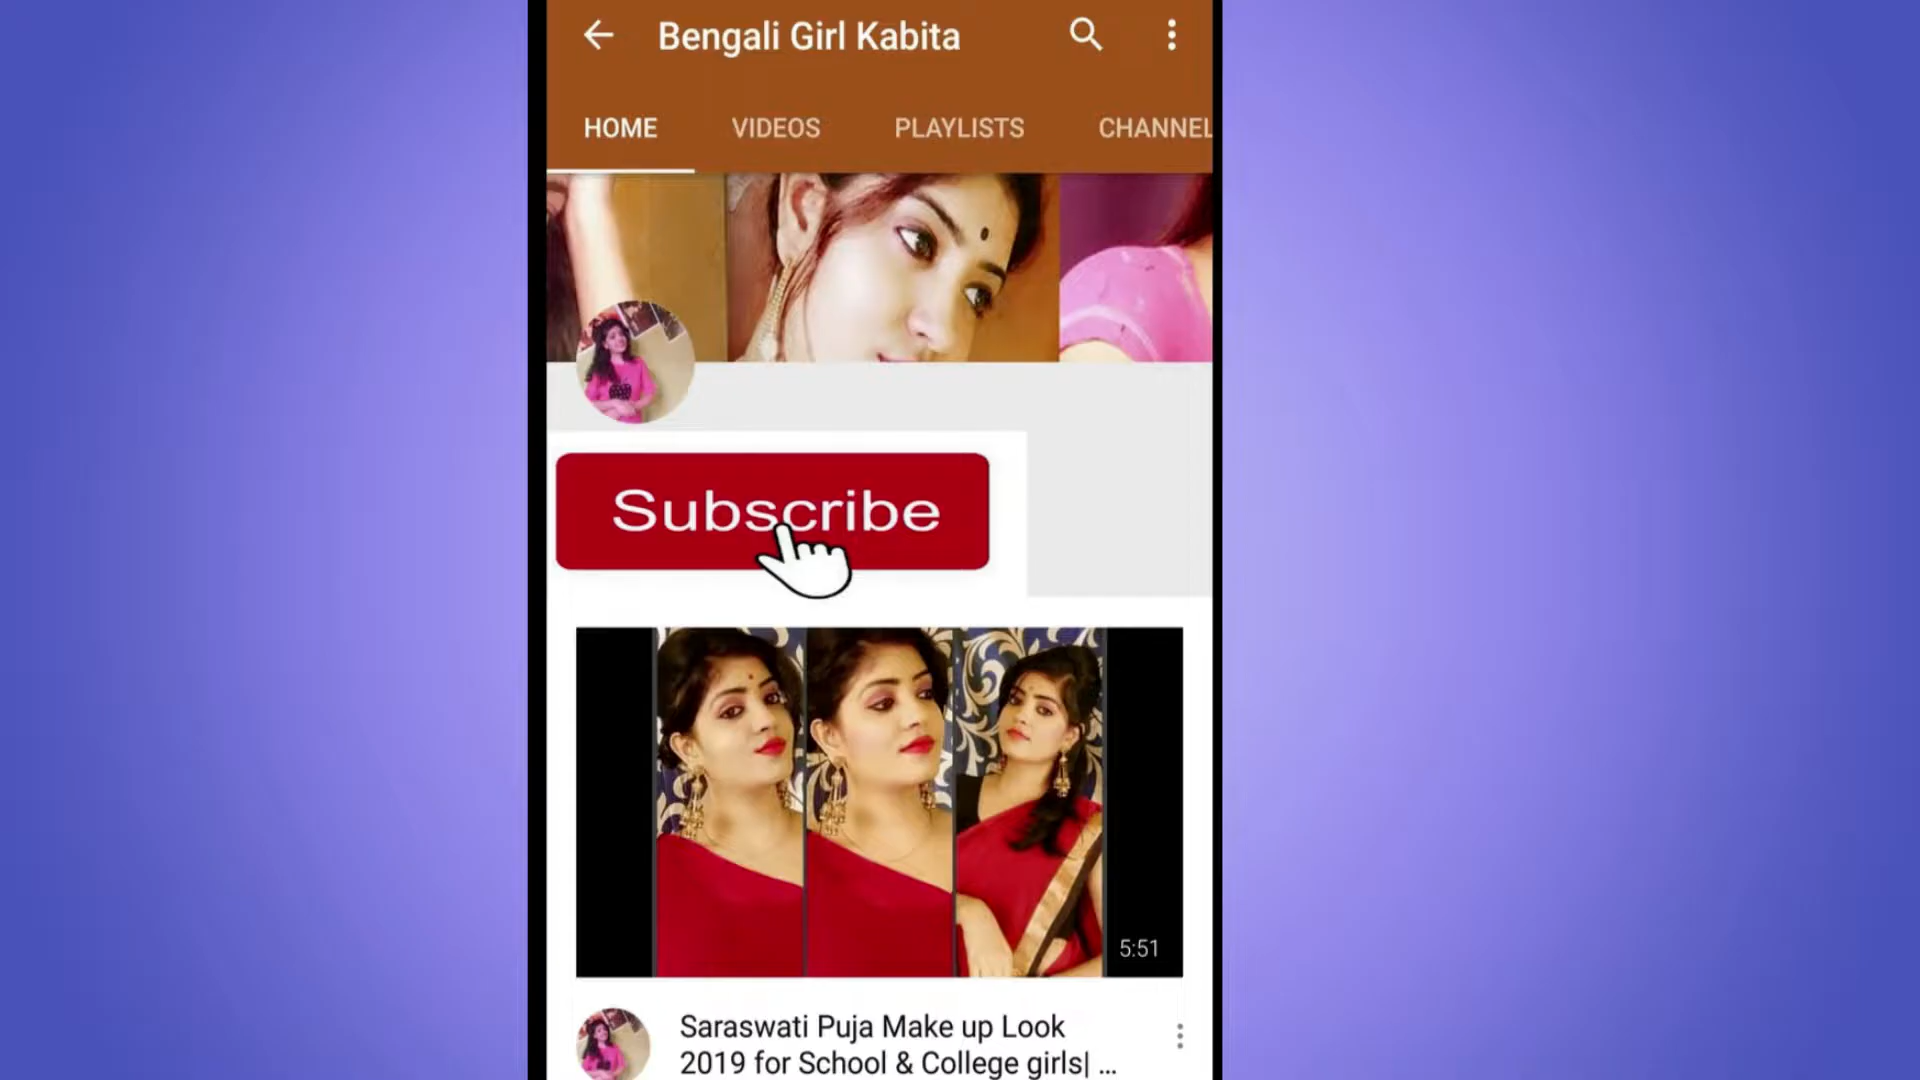 Bengali Girl Kabita
HOME VIDEOS PLAYLISTS CHANNEL
Subscribe
5:51
Saraswati Puja Make up Look
2019 for School & College girls| ...